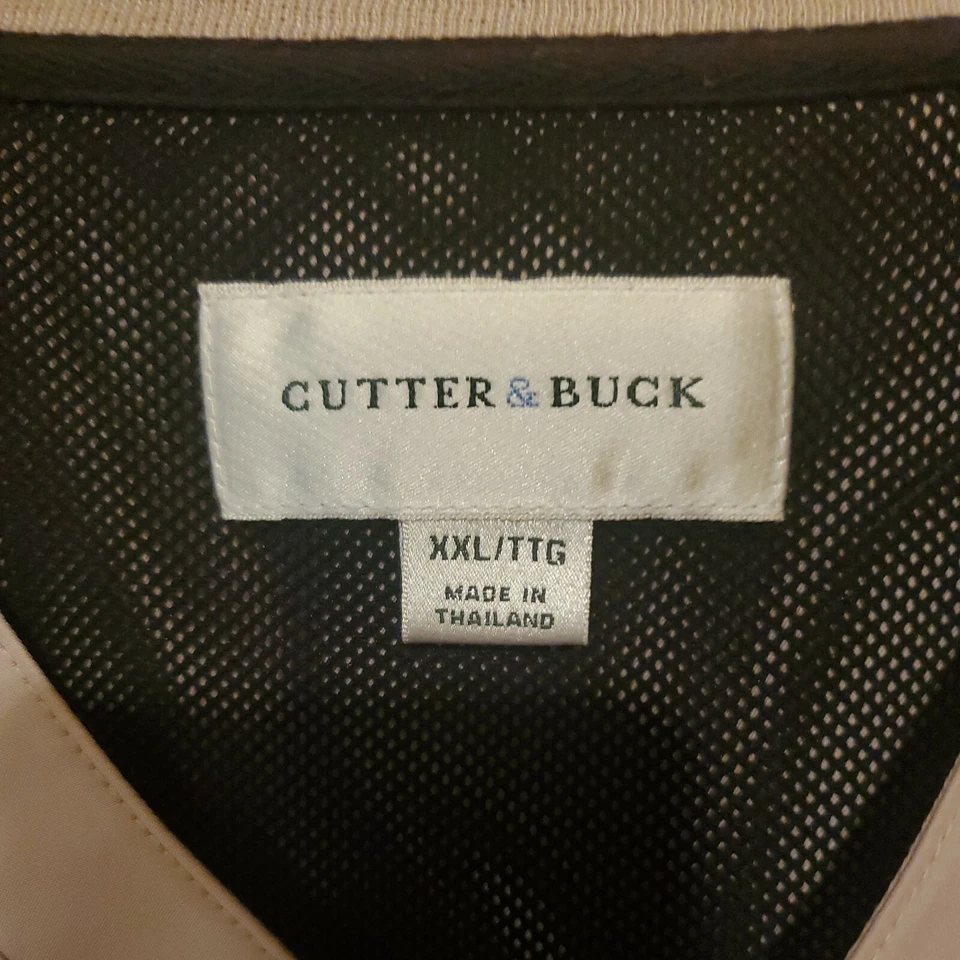 CUTTER & BUCK
XXL/TTG
MADE IN
THAILAND